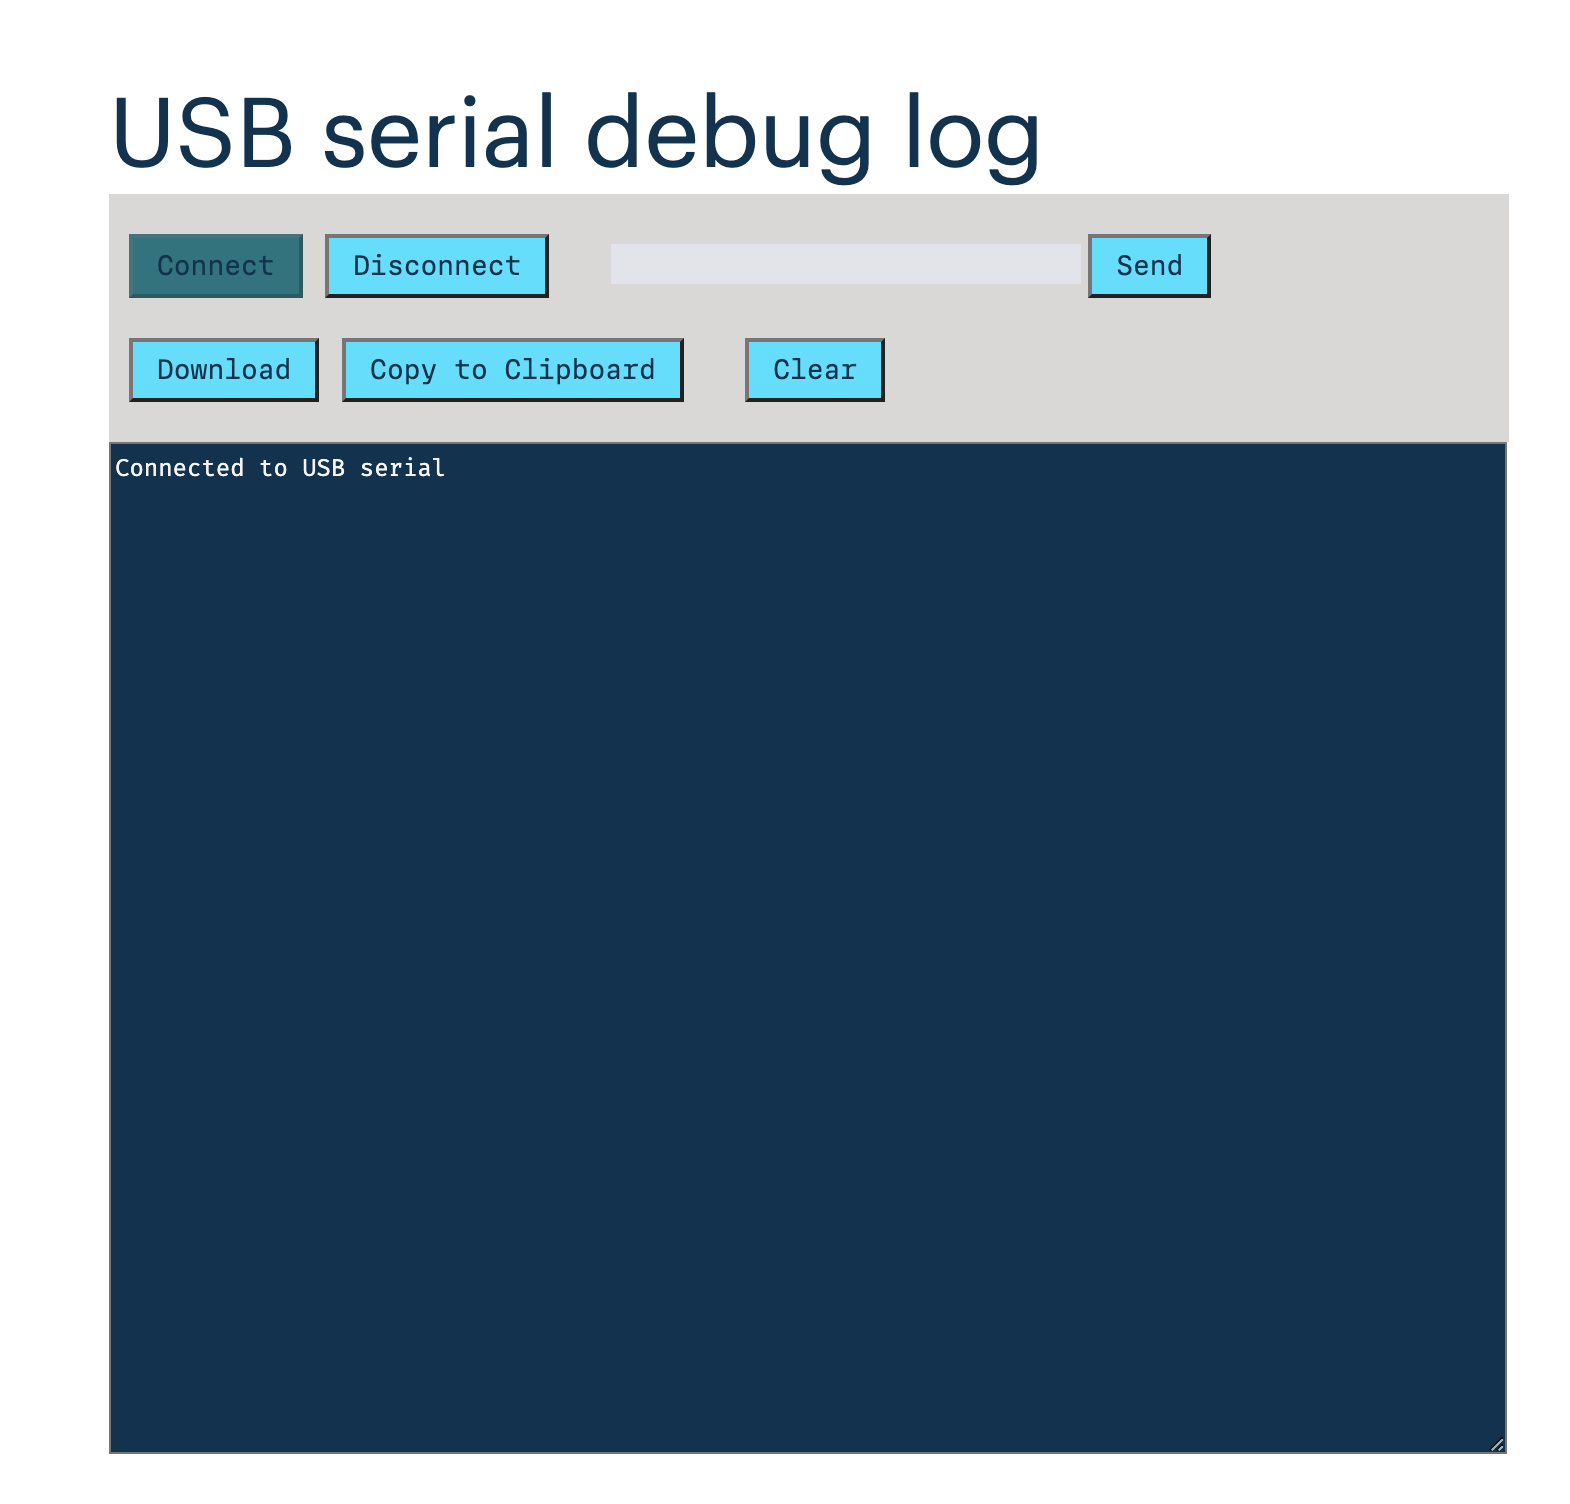 USB serial debug log
Connect Disconnect Send
Download Copy to Clipboard Clear
Connected to USB serial